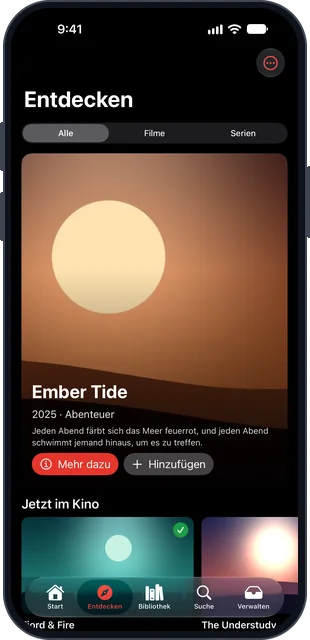 9:41
Entdecken
Alle
Filme
Serien
Ember Tide
2025 · Abenteuer
Jeden Abend färbt sich das Meer feuerrot, und jeden Abend
schwimmt jemand hinaus, um es zu treffen.
Mehr dazu
Hinzufügen
Jetzt im Kino
Start
Entdecken
Bibliothek
Suche
Verwalten
& Fire
The Understudy